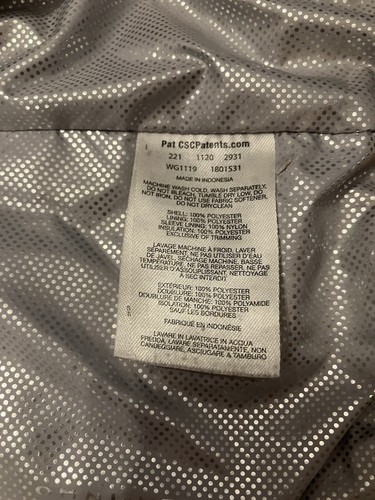 Pat CSCPatents.com
221 1120 2931
WG1119 1801531
MADE IN INDONESIA
MACHINE WASH COLD, WASH SEPARATELY,
DO NOT BLEACH, TUMBLE DRY LOW, DO
NOT IRON, DO NOT USE FABRIC SOFTENER,
DO NOT DRYCLEAN
SHELL: 100% POLYESTER
LINING: 100% POLYESTER
SLEEVE LINING: 100% NYLON
INSULATION: 100% POLYESTER
EXCLUSIVE OF TRIMMING
LAVAGE MACHINE À FROID, LAVER
SÉPAREMENT, NE PAS UTILISER D'EAU
DE JAVEL, SÉCHAGE MACHINE, BASSE
TEMPÉRATURE, NE PAS REPASSER, NE PAS
UTILISER D'ASSOUPLISSANT, NETTOYAGE
À SEC INTERDIT
EXTÉRIEUR: 100% POLYESTER
DOUBLURE: 100% POLYESTER
DOUBLURE DE MANCHE: 100% POLYAMIDE
ISOLATION: 100% POLYESTER
SAUF LES BORDURES
FABRIQUÉ EN INDONÉSIE
LAVARE IN LAVATRICE IN ACQUA
FREDDA, LAVARE SEPARATAMENTE, NON
CANDEGGIARE, ASCIUGARE A TAMBURO